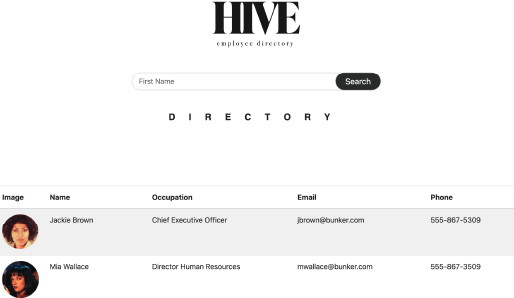 HIVE
employee directory
First Name Search
DIRECTORY
Image Name Occupation Email Phone
Jackie Brown Chief Executive Officer jbrown@bunker.com 555-867-5309
Mia Wallace Director Human Resources mwallace@bunker.com 555-867-3509